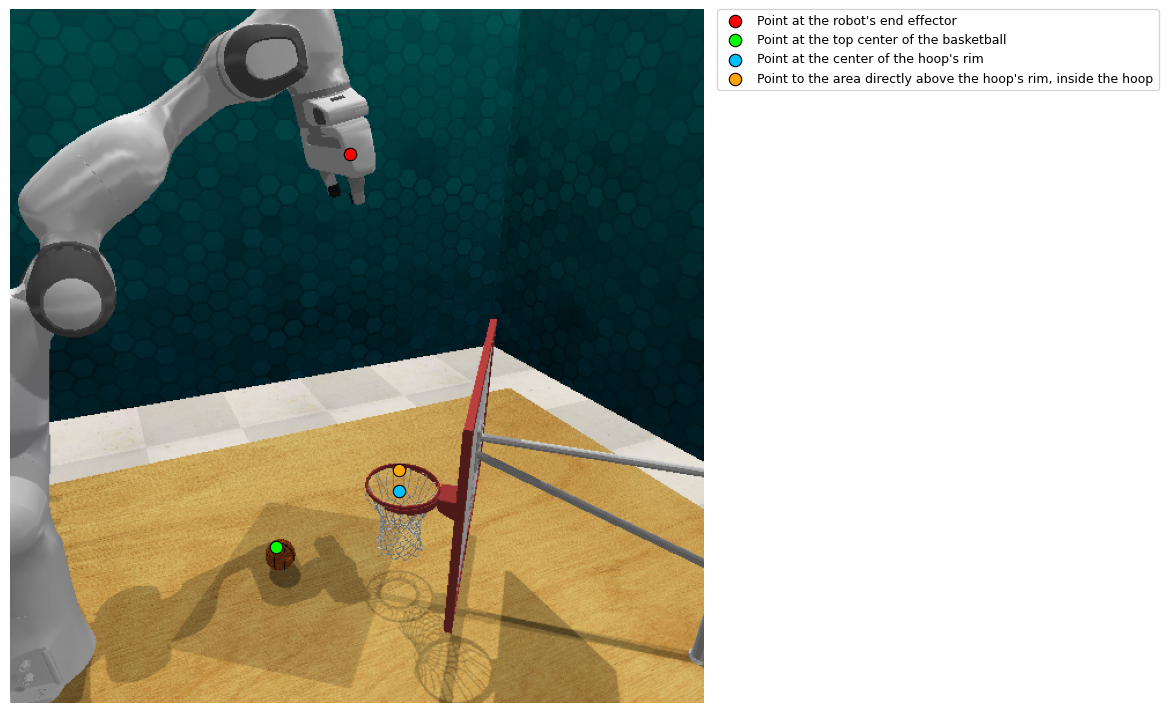 Point at the robot's end effector
Point at the top center of the basketball
Point at the center of the hoop's rim
Point to the area directly above the hoop's rim, inside the hoop